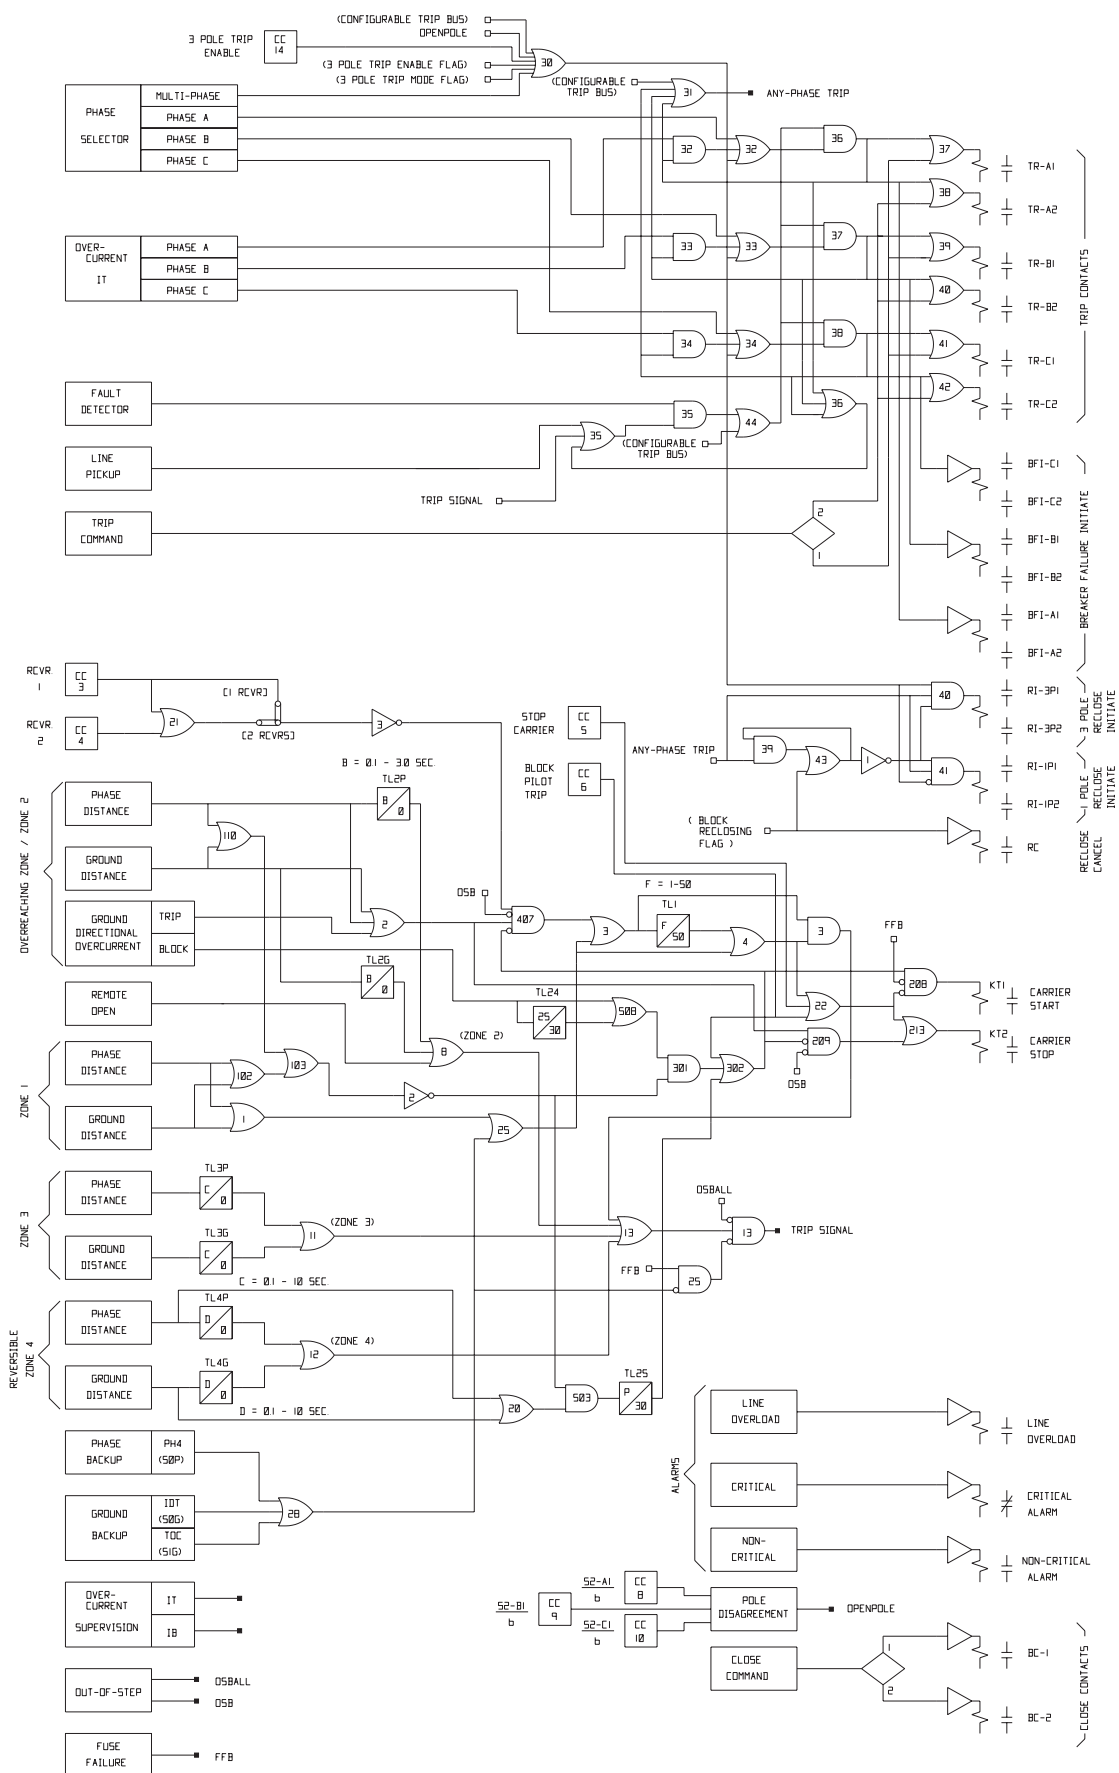 (CONFIGURABLE TRIP BUS)
OPENPOLE
3 POLE TRIP
ENABLE
CC
14
(3 POLE TRIP ENABLE FLAG)
(3 POLE TRIP MODE FLAG)
30
(CONFIGURABLE
TRIP BUS)
31
ANY-PHASE TRIP
PHASE
SELECTOR
MULTI-PHASE
PHASE A
PHASE B
PHASE C
32
32
36
37
TR-A1
38
TR-A2
OVER-
CURRENT
IT
PHASE A
PHASE B
PHASE C
33
33
37
39
TR-B1
40
TR-B2
34
34
38
41
TR-C1
42
TR-C2
TRIP CONTACTS
FAULT
DETECTOR
35
35
44
36
(CONFIGURABLE
TRIP BUS)
LINE
PICKUP
TRIP SIGNAL
TRIP
COMMAND
2
1
BFI-C1
BFI-C2
BFI-B1
BFI-B2
BFI-A1
BFI-A2
BREAKER FAILURE INITIATE
RCVR.
1
CC
3
RCVR.
2
CC
4
21
[1 RCVR]
[2 RCVRS]
3
STOP
CARRIER
CC
5
BLOCK
PILOT
TRIP
CC
6
ANY-PHASE TRIP
39
43
1
40
41
RI-3P1
RI-3P2
3 POLE
RECLOSE
INITIATE
RI-1P1
RI-1P2
1 POLE
RECLOSE
INITIATE
( BLOCK
RECLOSING
FLAG )
RC
RECLOSE
CANCEL
B = 0.1 - 3.0 SEC.
OVERREACHING ZONE / ZONE 2
PHASE
DISTANCE
TL2P
B
0
110
GROUND
DISTANCE
GROUND
DIRECTIONAL
OVERCURRENT
TRIP
BLOCK
2
OSB
407
3
F = 1-50
TL1
F
50
4
3
TL2G
B
0
REMOTE
OPEN
8
(ZONE 2)
TL24
25
30
508
FFB
208
22
213
209
OSB
KT1
CARRIER
START
KT2
CARRIER
STOP
ZONE 1
PHASE
DISTANCE
GROUND
DISTANCE
102
103
1
2
301
302
25
ZONE 3
PHASE
DISTANCE
TL3P
C
0
GROUND
DISTANCE
TL3G
C
0
11
(ZONE 3)
C = 0.1 - 10 SEC.
13
OSBALL
13
TRIP SIGNAL
FFB
25
REVERSIBLE
ZONE 4
PHASE
DISTANCE
TL4P
D
0
GROUND
DISTANCE
TL4G
D
0
12
(ZONE 4)
D = 0.1 - 10 SEC.
20
503
TL25
P
30
PHASE
BACKUP
PH4
(50P)
GROUND
BACKUP
IDT
(50G)
TOC
(51G)
28
ALARMS
LINE
OVERLOAD
LINE
OVERLOAD
CRITICAL
CRITICAL
ALARM
NON-
CRITICAL
NON-CRITICAL
ALARM
OVER-
CURRENT
SUPERVISION
IT
IB
52-A1
b
CC
8
52-B1
b
CC
9
52-C1
b
CC
10
POLE
DISAGREEMENT
OPENPOLE
OUT-OF-STEP
OSBALL
OSB
CLOSE
COMMAND
1
2
BC-1
BC-2
CLOSE CONTACTS
FUSE
FAILURE
FFB